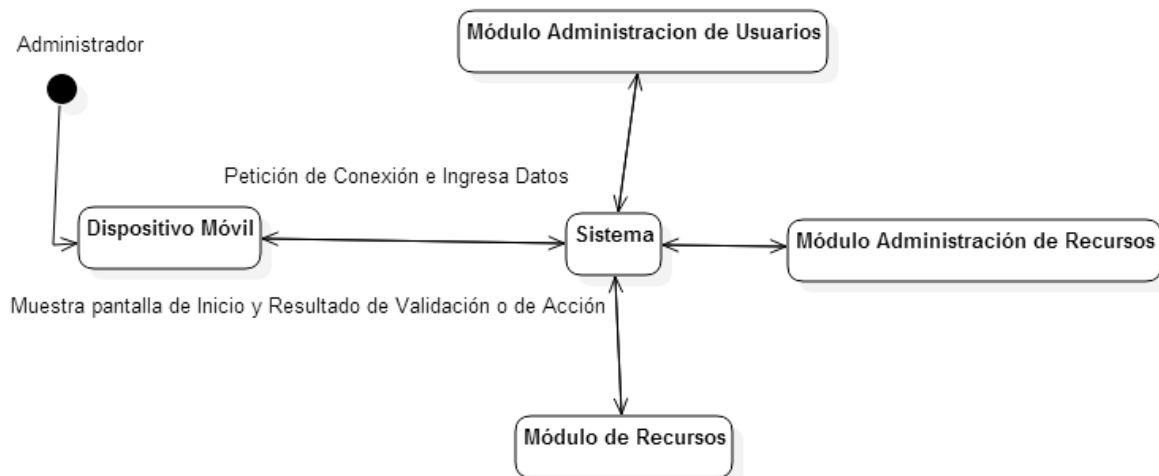 Módulo Administracion de Usuarios
Administrador
Petición de Conexión e Ingresa Datos
Dispositivo Móvil
Sistema
Módulo Administración de Recursos
Muestra pantalla de Inicio y Resultado de Validación o de Acción
Módulo de Recursos